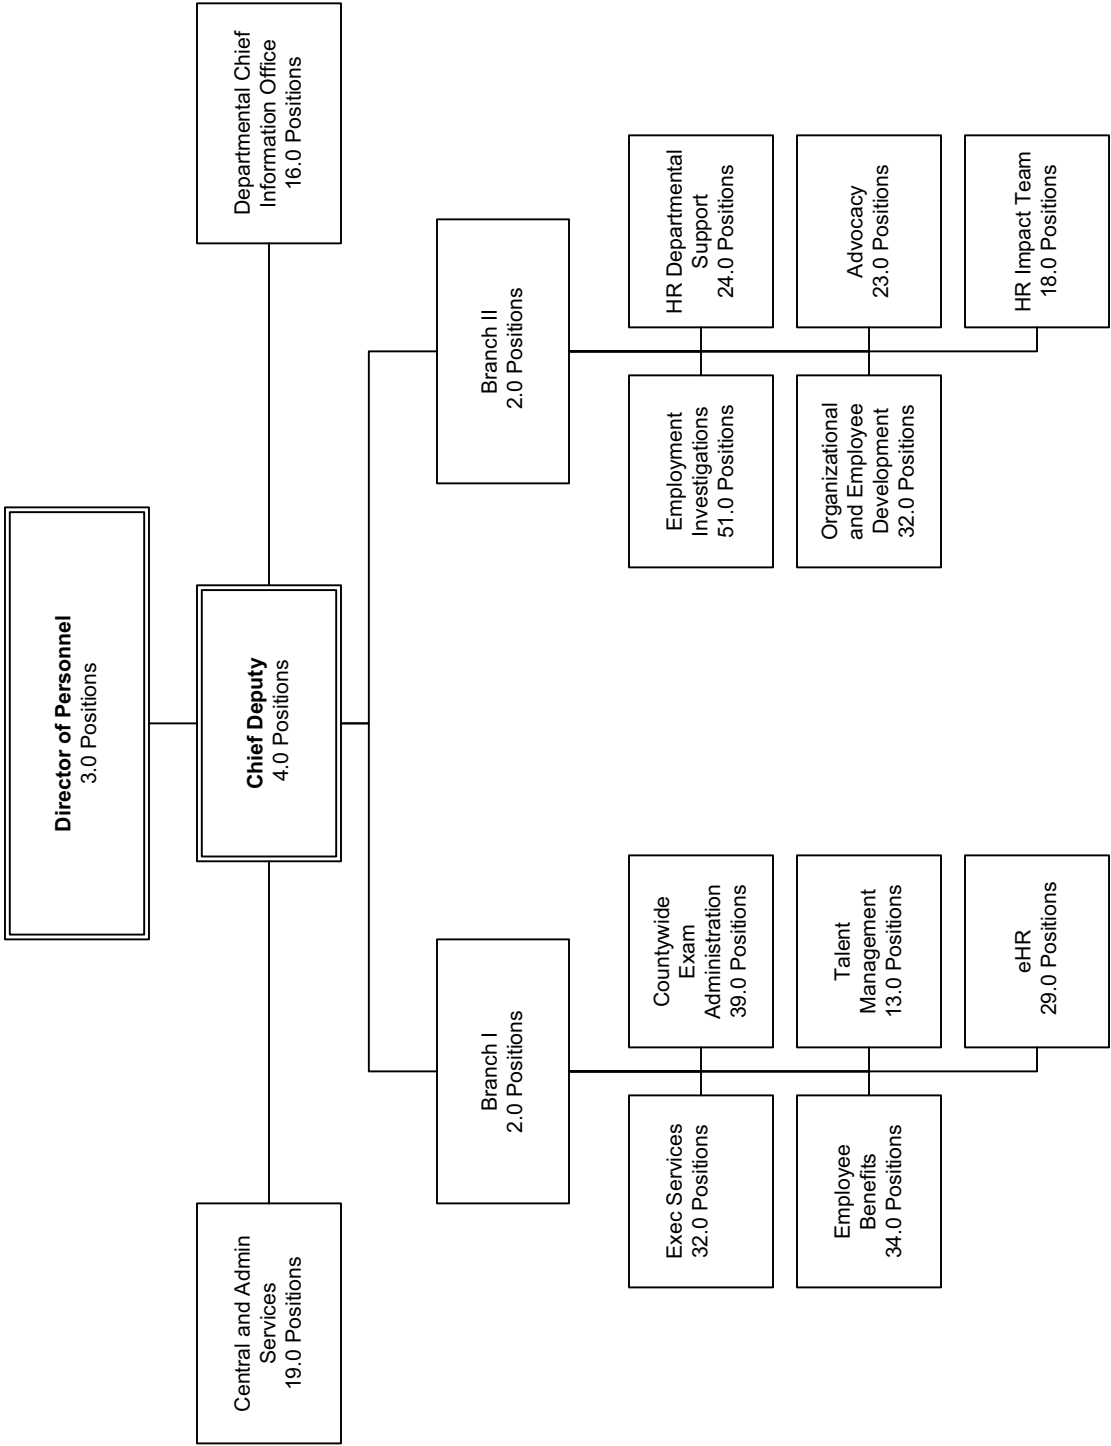 Director of Personnel
3.0 Positions
Central and Admin
Services
19.0 Positions
Chief Deputy
4.0 Positions
Departmental Chief
Information Office
16.0 Positions
Branch I
2.0 Positions
Branch II
2.0 Positions
Exec Services
32.0 Positions
Countywide
Exam
Administration
39.0 Positions
Employment
Investigations
51.0 Positions
HR Departmental
Support
24.0 Positions
Employee
Benefits
34.0 Positions
Talent
Management
13.0 Positions
Organizational
and Employee
Development
32.0 Positions
Advocacy
23.0 Positions
eHR
29.0 Positions
HR Impact Team
18.0 Positions